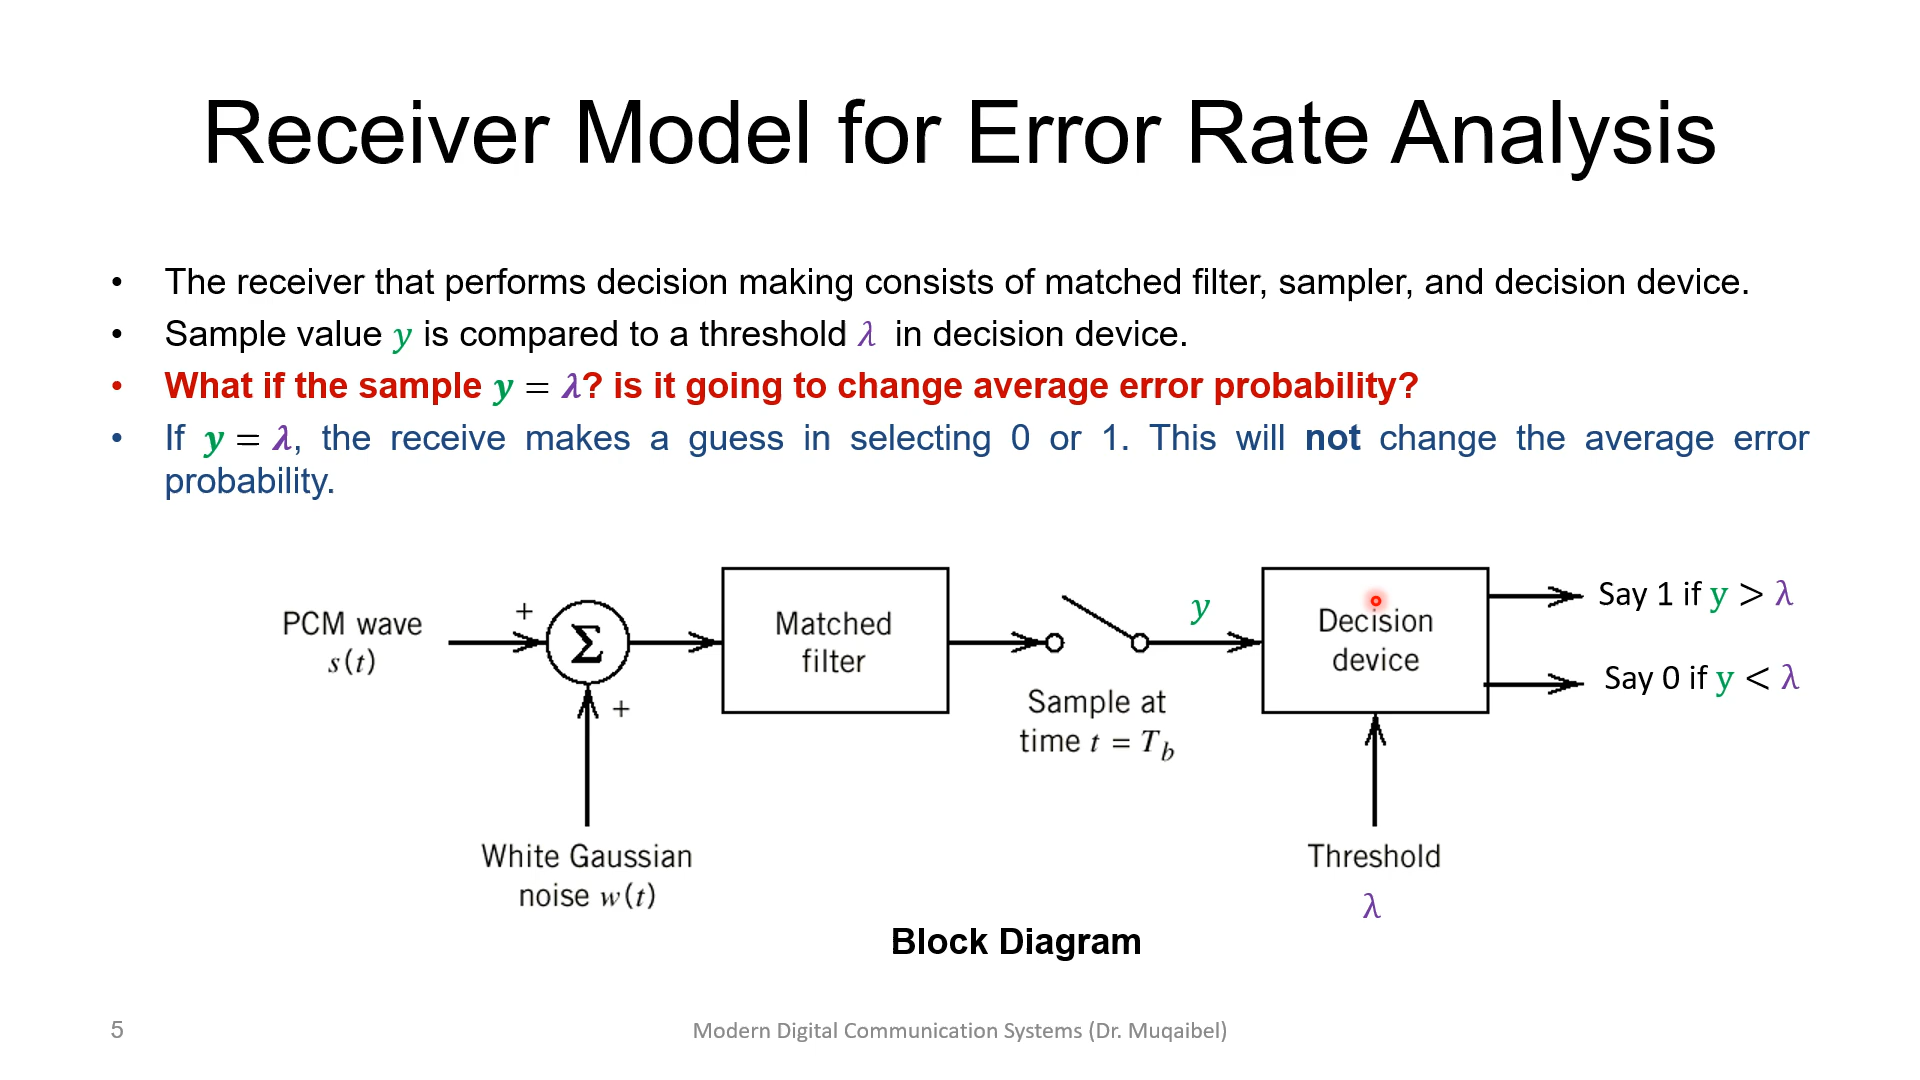 Receiver Model for Error Rate Analysis
• The receiver that performs decision making consists of matched filter, sampler, and decision device.
• Sample value y is compared to a threshold λ in decision device.
• What if the sample y = λ? is it going to change average error probability?
• If y = λ, the receive makes a guess in selecting 0 or 1. This will not change the average error
probability.
PCM wave
s(t)
+
Σ
+
White Gaussian
noise w(t)
Matched
filter
Sample at
time t = T_b
y
Decision
device
Threshold
λ
Say 1 if y > λ
Say 0 if y < λ
Block Diagram
5
Modern Digital Communication Systems (Dr. Muqaibel)